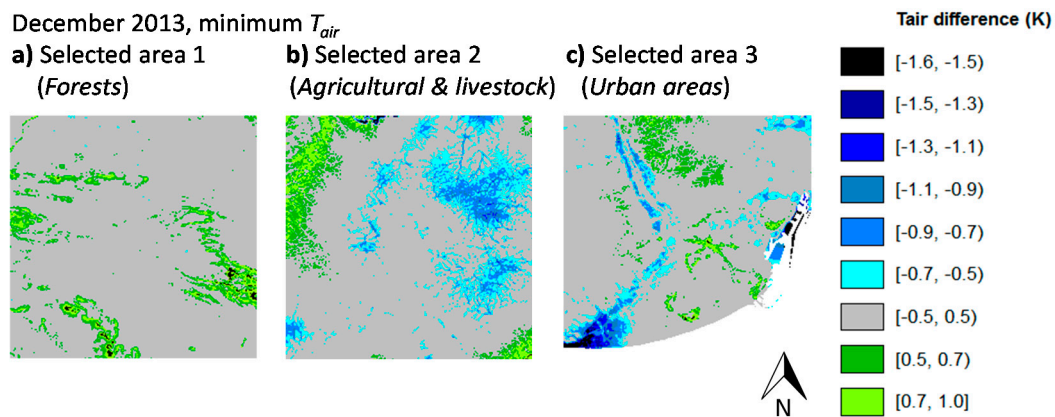 December 2013, minimum Tair
a) Selected area 1
(Forests)
b) Selected area 2
(Agricultural & livestock)
c) Selected area 3
(Urban areas)
Tair difference (K)
[-1.6, -1.5)
[-1.5, -1.3)
[-1.3, -1.1)
[-1.1, -0.9)
[-0.9, -0.7)
[-0.7, -0.5)
[-0.5, 0.5)
[0.5, 0.7)
[0.7, 1.0]
N